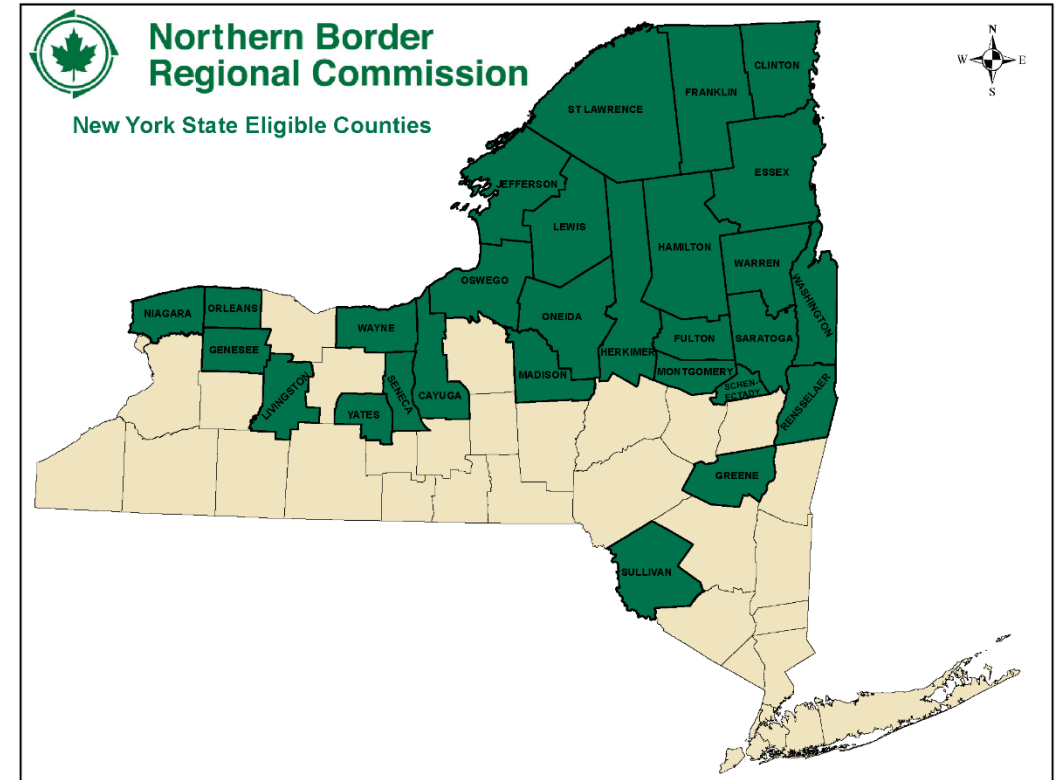 Northern Border
Regional Commission
New York State Eligible Counties
N
W
E
S
CLINTON
FRANKLIN
ST LAWRENCE
ESSEX
JEFFERSON
LEWIS
HAMILTON
WARREN
WASHINGTON
OSWEGO
ONEIDA
HERKIMER
FULTON
SARATOGA
NIAGARA
ORLEANS
WAYNE
GENESEE
MADISON
MONTGOMERY
SCHEN-
ECTADY
LIVINGSTON
YATES
SENECA
CAYUGA
RENSSELAER
GREENE
SULLIVAN